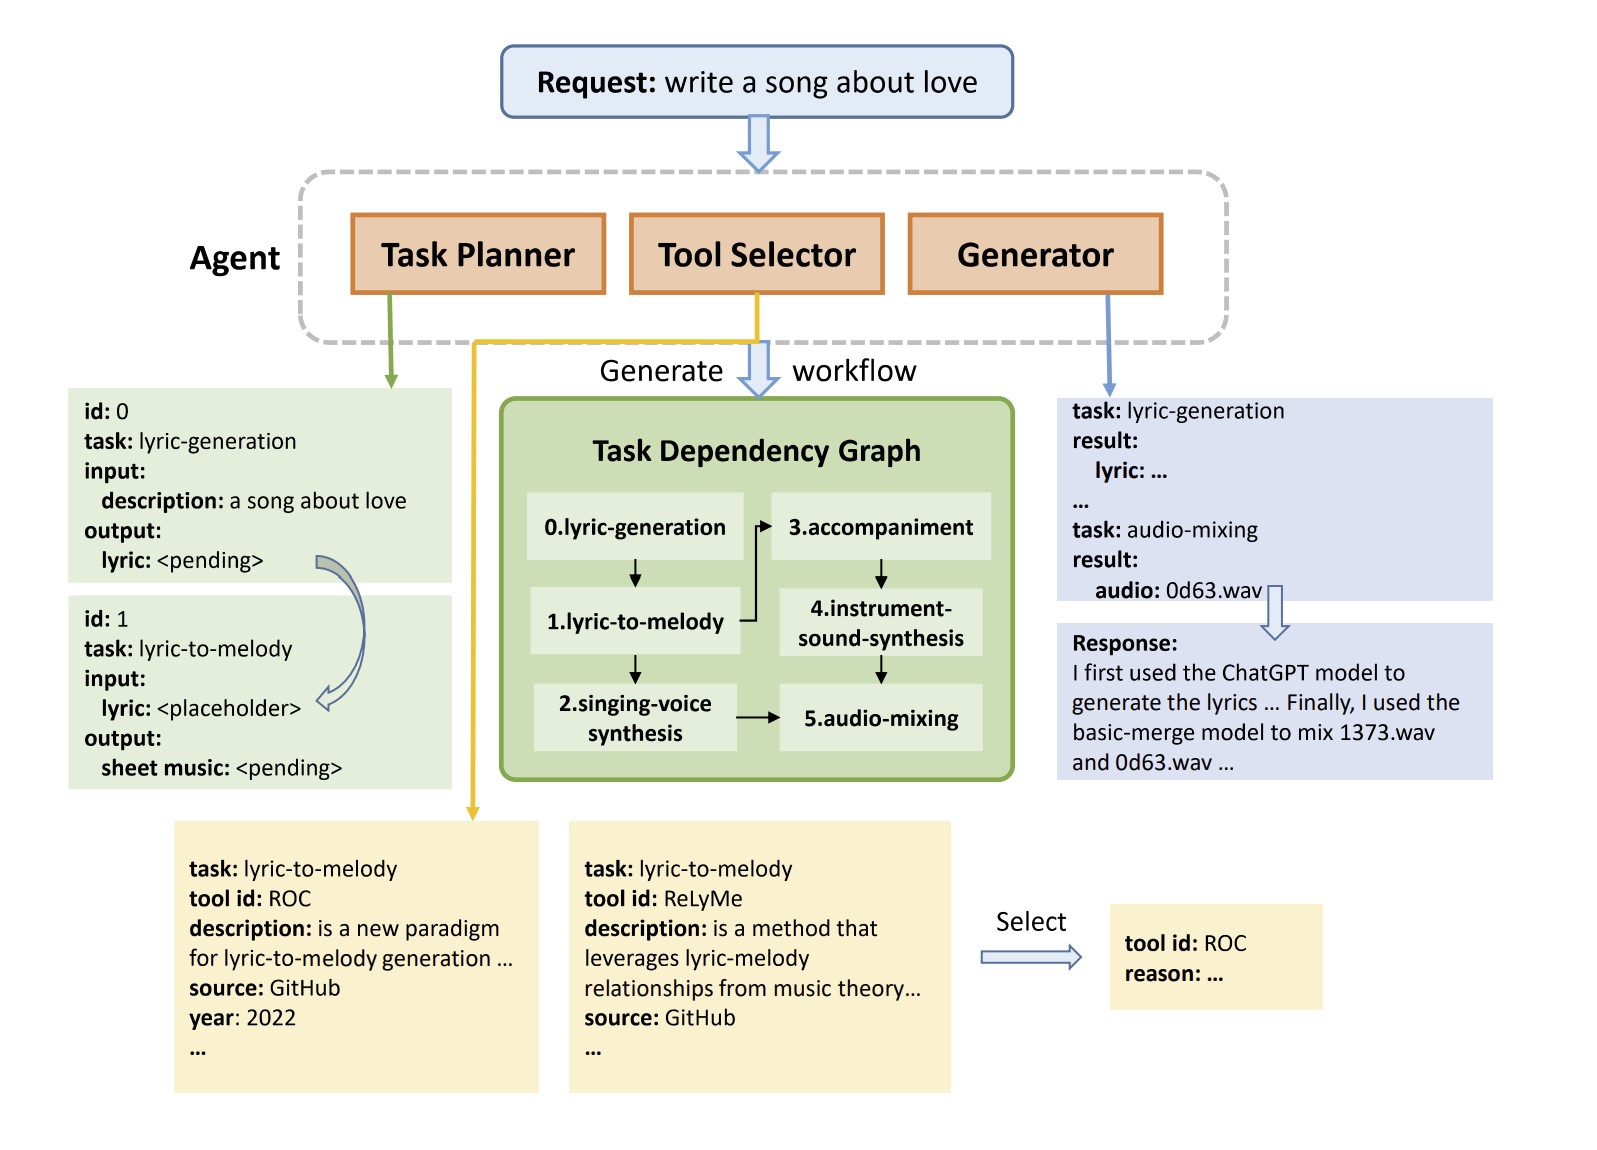 Request: write a song about love
Agent
Task Planner
Tool Selector
Generator
Generate workflow
id: 0
task: lyric-generation
input:
description: a song about love
output:
lyric: <pending>
id: 1
task: lyric-to-melody
input:
lyric: <placeholder>
output:
sheet music: <pending>
Task Dependency Graph
0.lyric-generation
1.lyric-to-melody
2.singing-voice
synthesis
3.accompaniment
4.instrument-
sound-synthesis
5.audio-mixing
task: lyric-generation
result:
lyric: ...
...
task: audio-mixing
result:
audio: 0d63.wav
Response:
I first used the ChatGPT model to
generate the lyrics ... Finally, I used the
basic-merge model to mix 1373.wav
and 0d63.wav ...
task: lyric-to-melody
tool id: ROC
description: is a new paradigm
for lyric-to-melody generation ...
source: GitHub
year: 2022
...
task: lyric-to-melody
tool id: ReLyMe
description: is a method that
leverages lyric-melody
relationships from music theory...
source: GitHub
...
Select
tool id: ROC
reason: ...